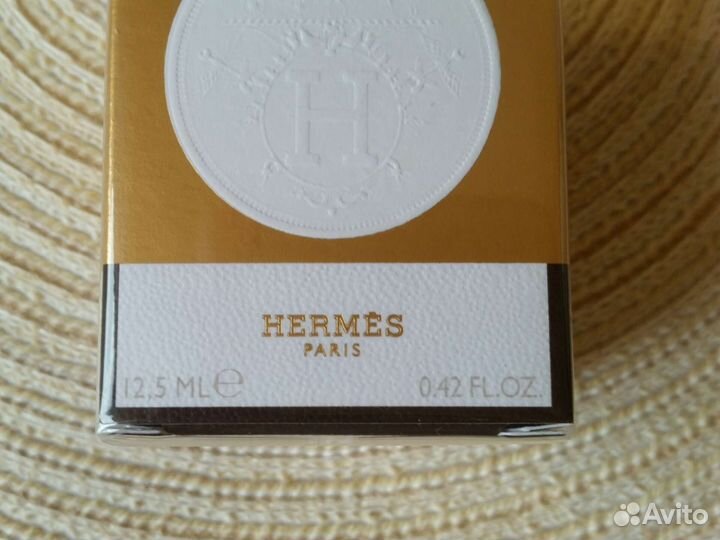 H
HERMÈS
PARIS
12,5 ML℮ 0.42 FL.OZ.
Avito